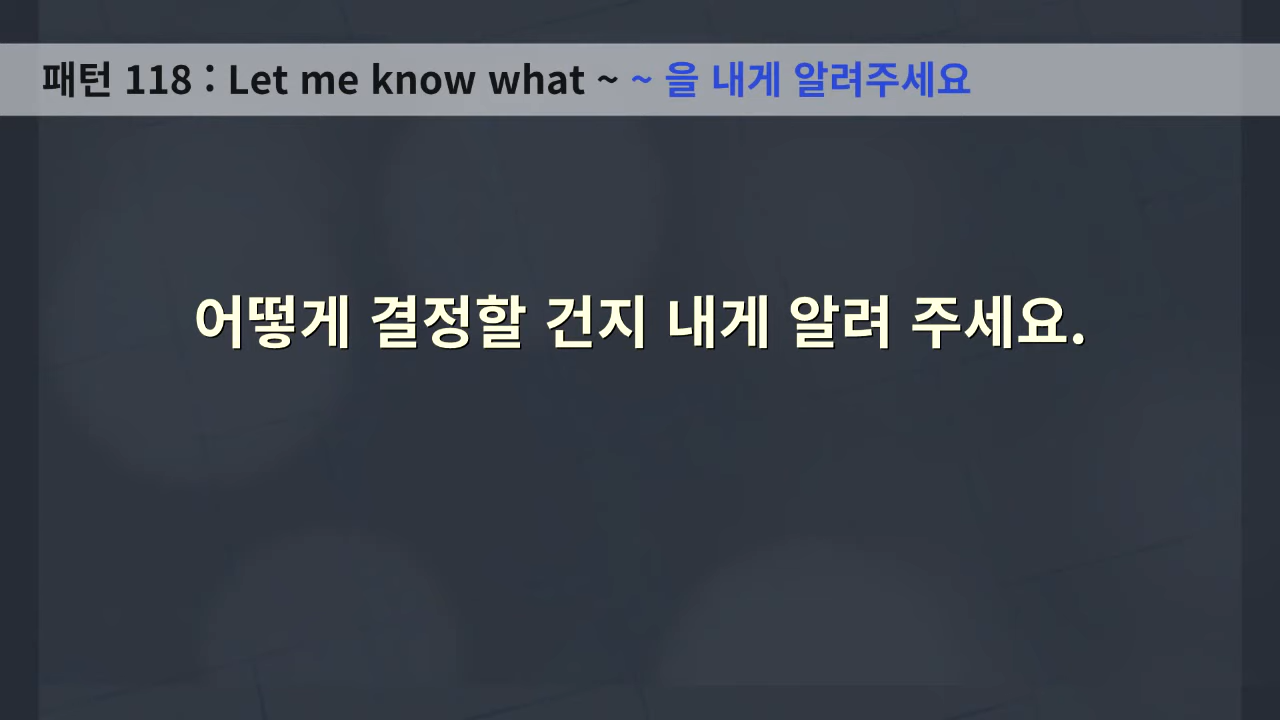 패턴 118 : Let me know what ~ ~ 을 내게 알려주세요
어떻게 결정할 건지 내게 알려 주세요.